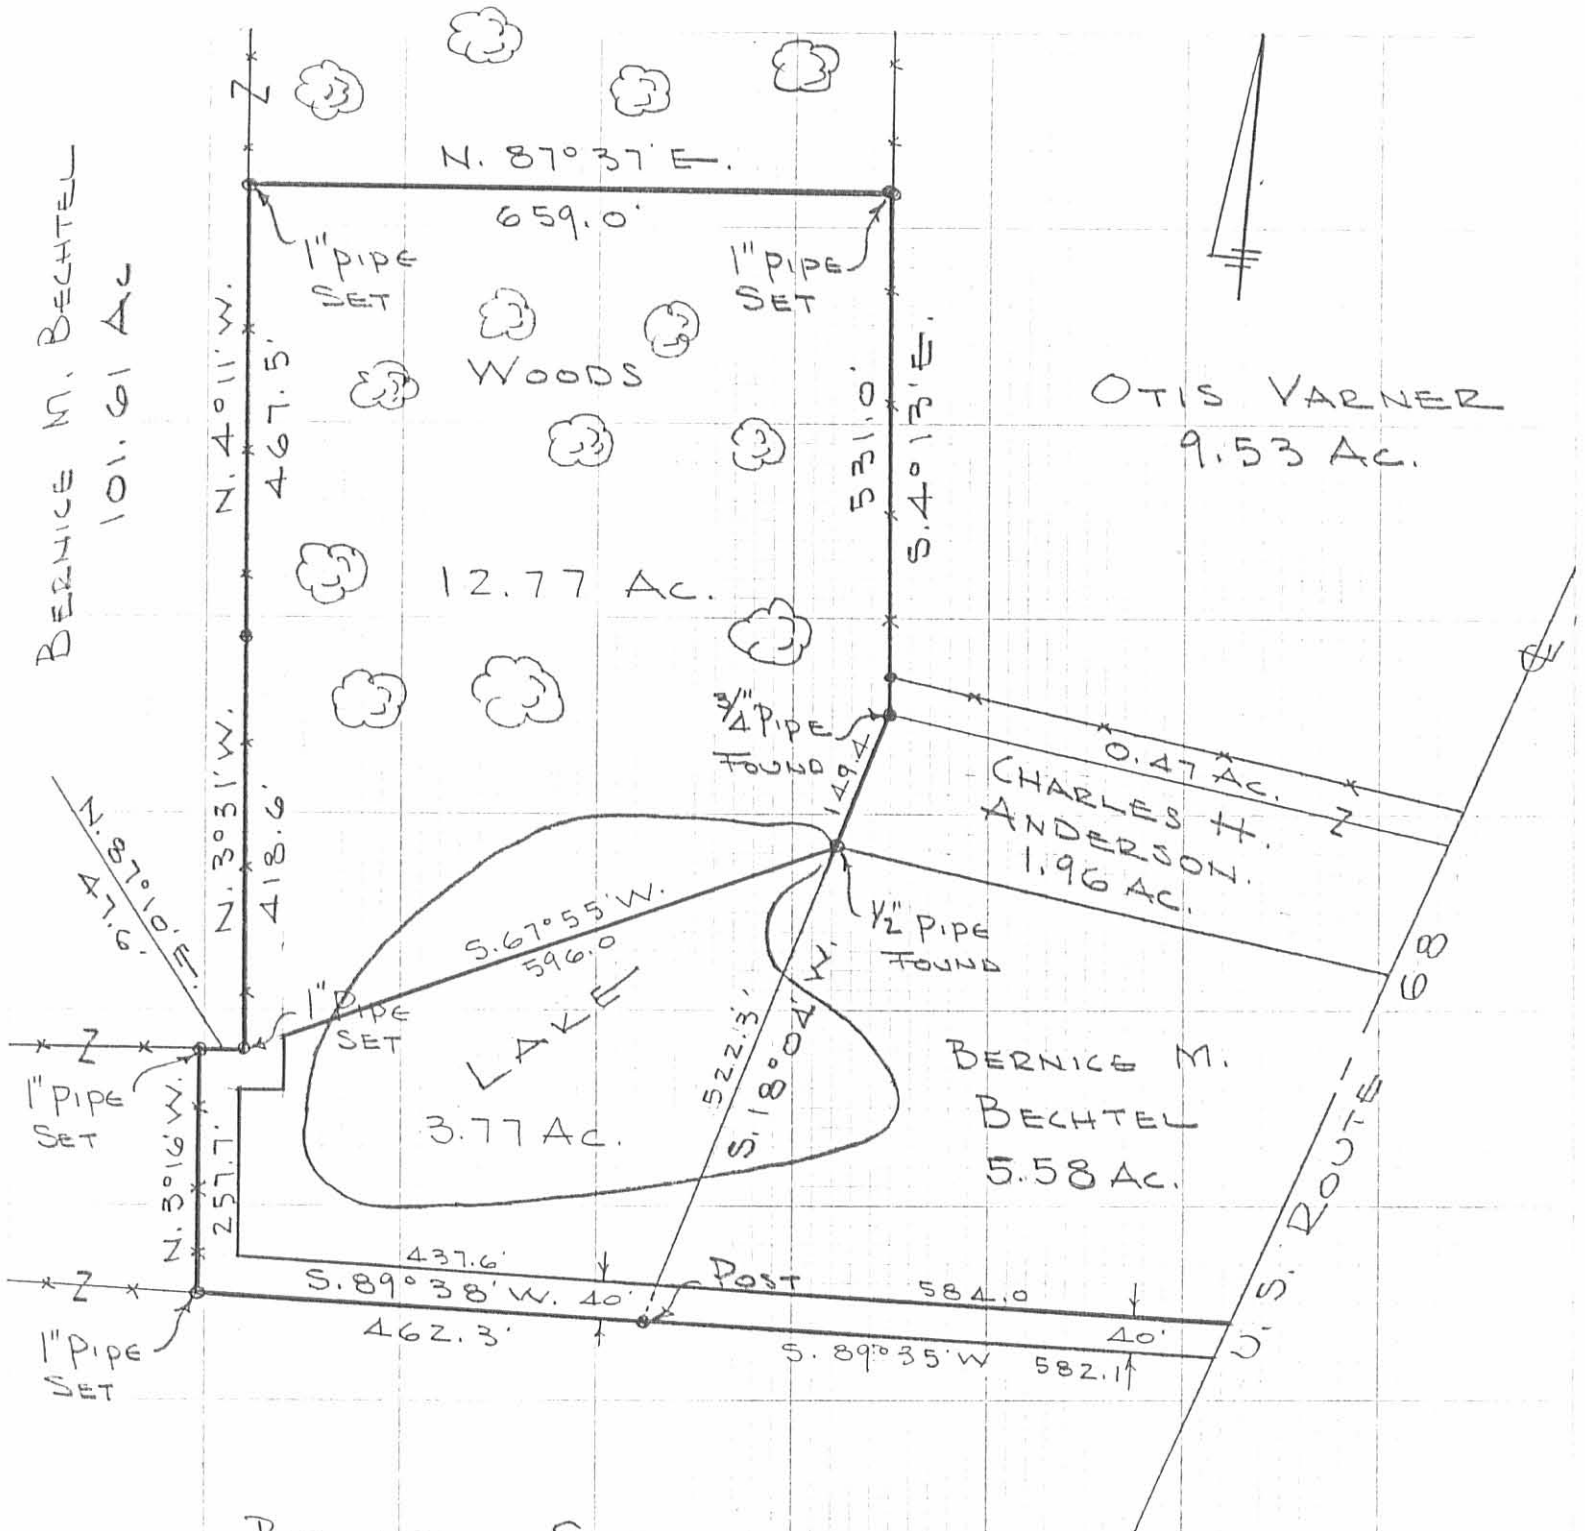 N. 87°37' E.
659.0'
1" PIPE
SET
1" PIPE
SET
BERNICE M. BECHTEL
101.61 AC
N. 4°11' W.
467.5'
WOODS
531.0'
S. 4°13' E.
OTIS VARNER
9.53 AC.
12.77 AC.
3/4" PIPE
FOUND
149.4
0.47 AC.
CHARLES H.
ANDERSON.
1.96 AC.
N. 3°31' W.
418.6'
N. 87°10' E.
47.6'
S. 67°55' W.
596.0
1/2" PIPE
FOUND
1" PIPE
SET
LAKE
3.77 AC.
522.3'
S. 18°04' W.
BERNICE M.
BECHTEL
5.58 AC.
1" PIPE
SET
N. 3°16' W.
257.7'
437.6'
S. 89°38' W. 40'
462.3'
POST
584.0
40'
S. 89°35' W 582.1
1" PIPE
SET
U. S. ROUTE 68